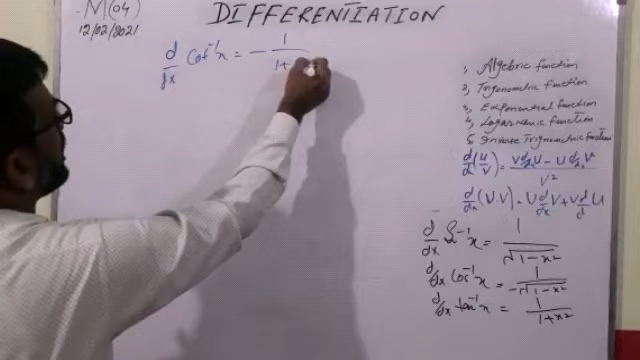 M(04)
12/02/2021
DIFFERENTIATION
d/dx Cot⁻¹x = - 1/1+
1, Algebric function
2, Trigonometric function
3, Exponential function
4, Logarithmic function
5, Inverse Trigonometric function
d/dx (U/V) = V d/dx U - U d/dx V / V²
d/dx (U.V) = U d/dx V + V d/d U
d/dx S⁻¹x = 1/√1-x²
d/dx Cos⁻¹x = 1/-√1-x²
d/dx tan⁻¹x = 1/1+x²